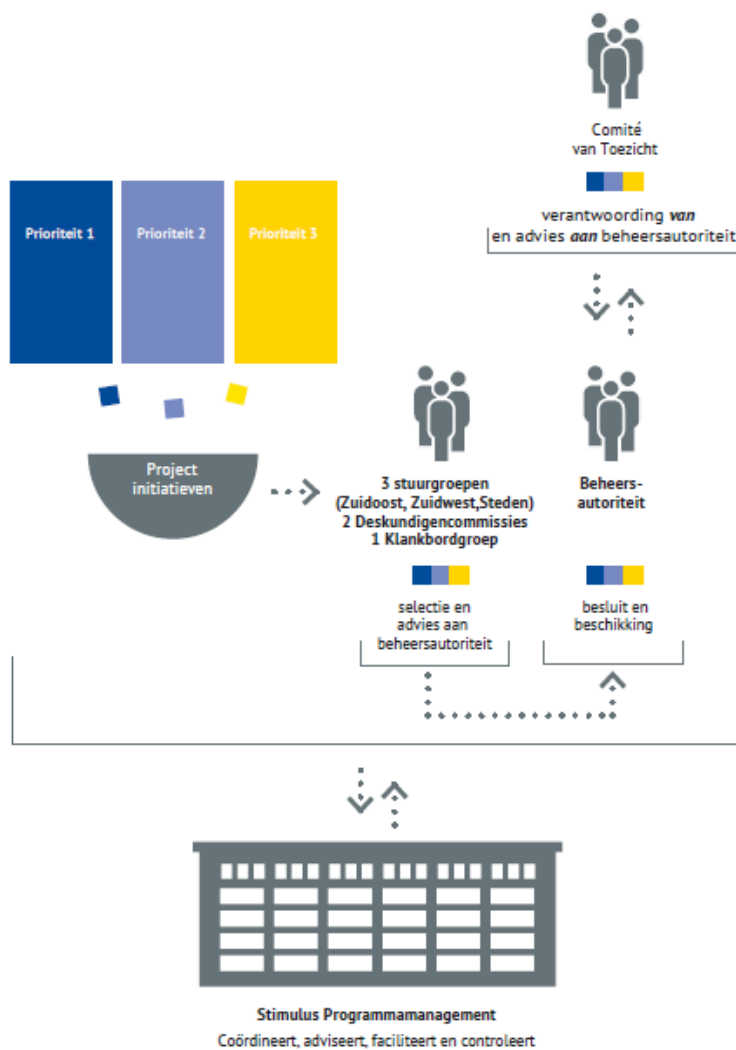 Comité
van Toezicht
verantwoording van
en advies aan beheersautoriteit
Prioriteit 1
Prioriteit 2
Prioriteit 3
Project
initiatieven
3 stuurgroepen
(Zuidoost, Zuidwest,Steden)
2 Deskundigencommissies
1 Klankbordgroep
selectie en
advies aan
beheersautoriteit
Beheers-
autoriteit
besluit en
beschikking
Stimulus Programmamanagement
Coördineert, adviseert, faciliteert en controleert